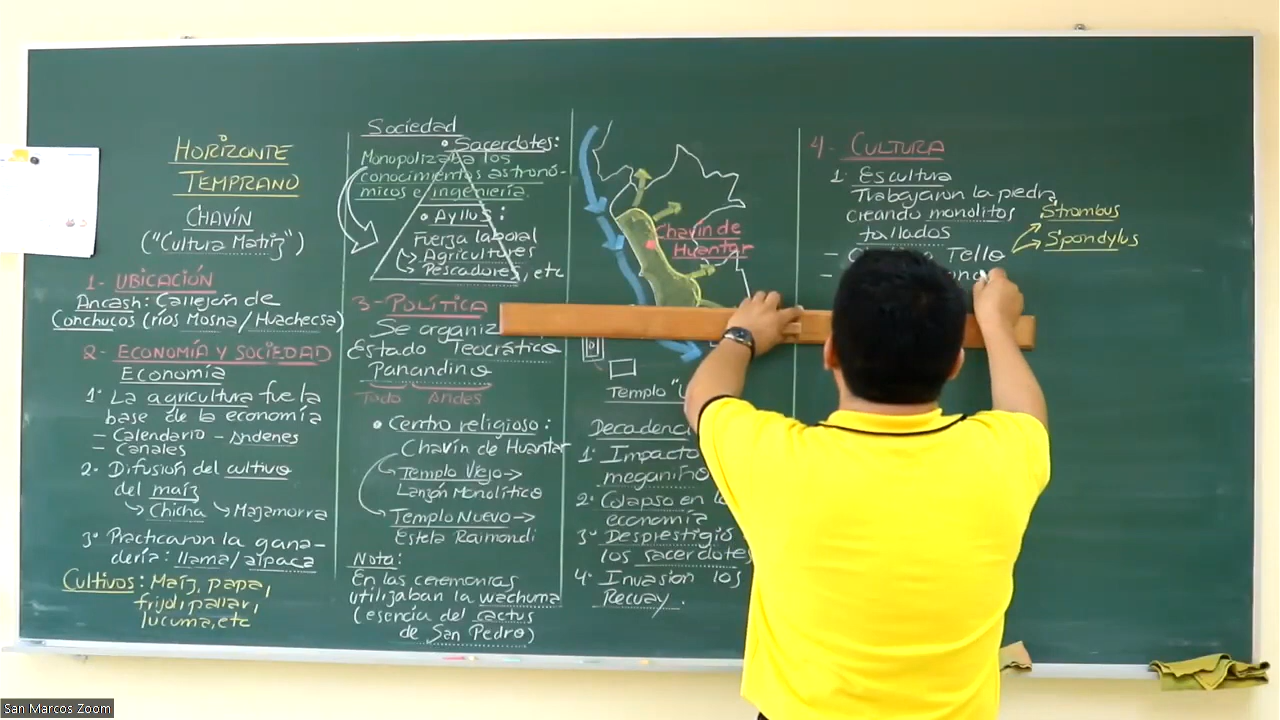 HORIZONTE
TEMPRANO
CHAVÍN
("Cultura Matriz")
1- UBICACIÓN
Ancash: Callejón de
Conchucos (ríos Mosna/Huachecsa)
2- ECONOMÍA Y SOCIEDAD
Economía
1° La agricultura fue la
base de la economía
- Calendario - Andenes
- Canales
2- Difusión del cultivo
del maíz
Chicha Mazamorra
3° Practicaron la gana-
dería: llama/alpaca
Cultivos: Maíz, papa,
frijol, pallar,
lucuma, etc
Sociedad
• Sacerdotes:
Monopolizaba los
conocimientos astronó-
micos e ingeniería.
• Ayllus:
Fuerza laboral
Agricultures
Pescadores, etc
3- POLÍTICA
Se organiz
Estado Teocrático
Panandino
Todo Andes
• Centro religioso:
Chavín de Huantar
Templo Viejo→
Lanzón Monolítico
Templo Nuevo→
Estela Raimondi
Nota:
En las ceremonias
utilizaban la wachuma
(esencia del cactus
de San Pedro)
Chavín de
Huantar
Templo
Decadenci
1° Impacto
meganiño
2° Colapso en l
economía
3° Desprestigio
los sacerdotes
4° Invasión los
Recuay.
4- CULTURA
1: Escultura
Trabajaron la piedra
creando monolitos
tallados
Strombus
Spondylus
- Tello
San Marcos Zoom